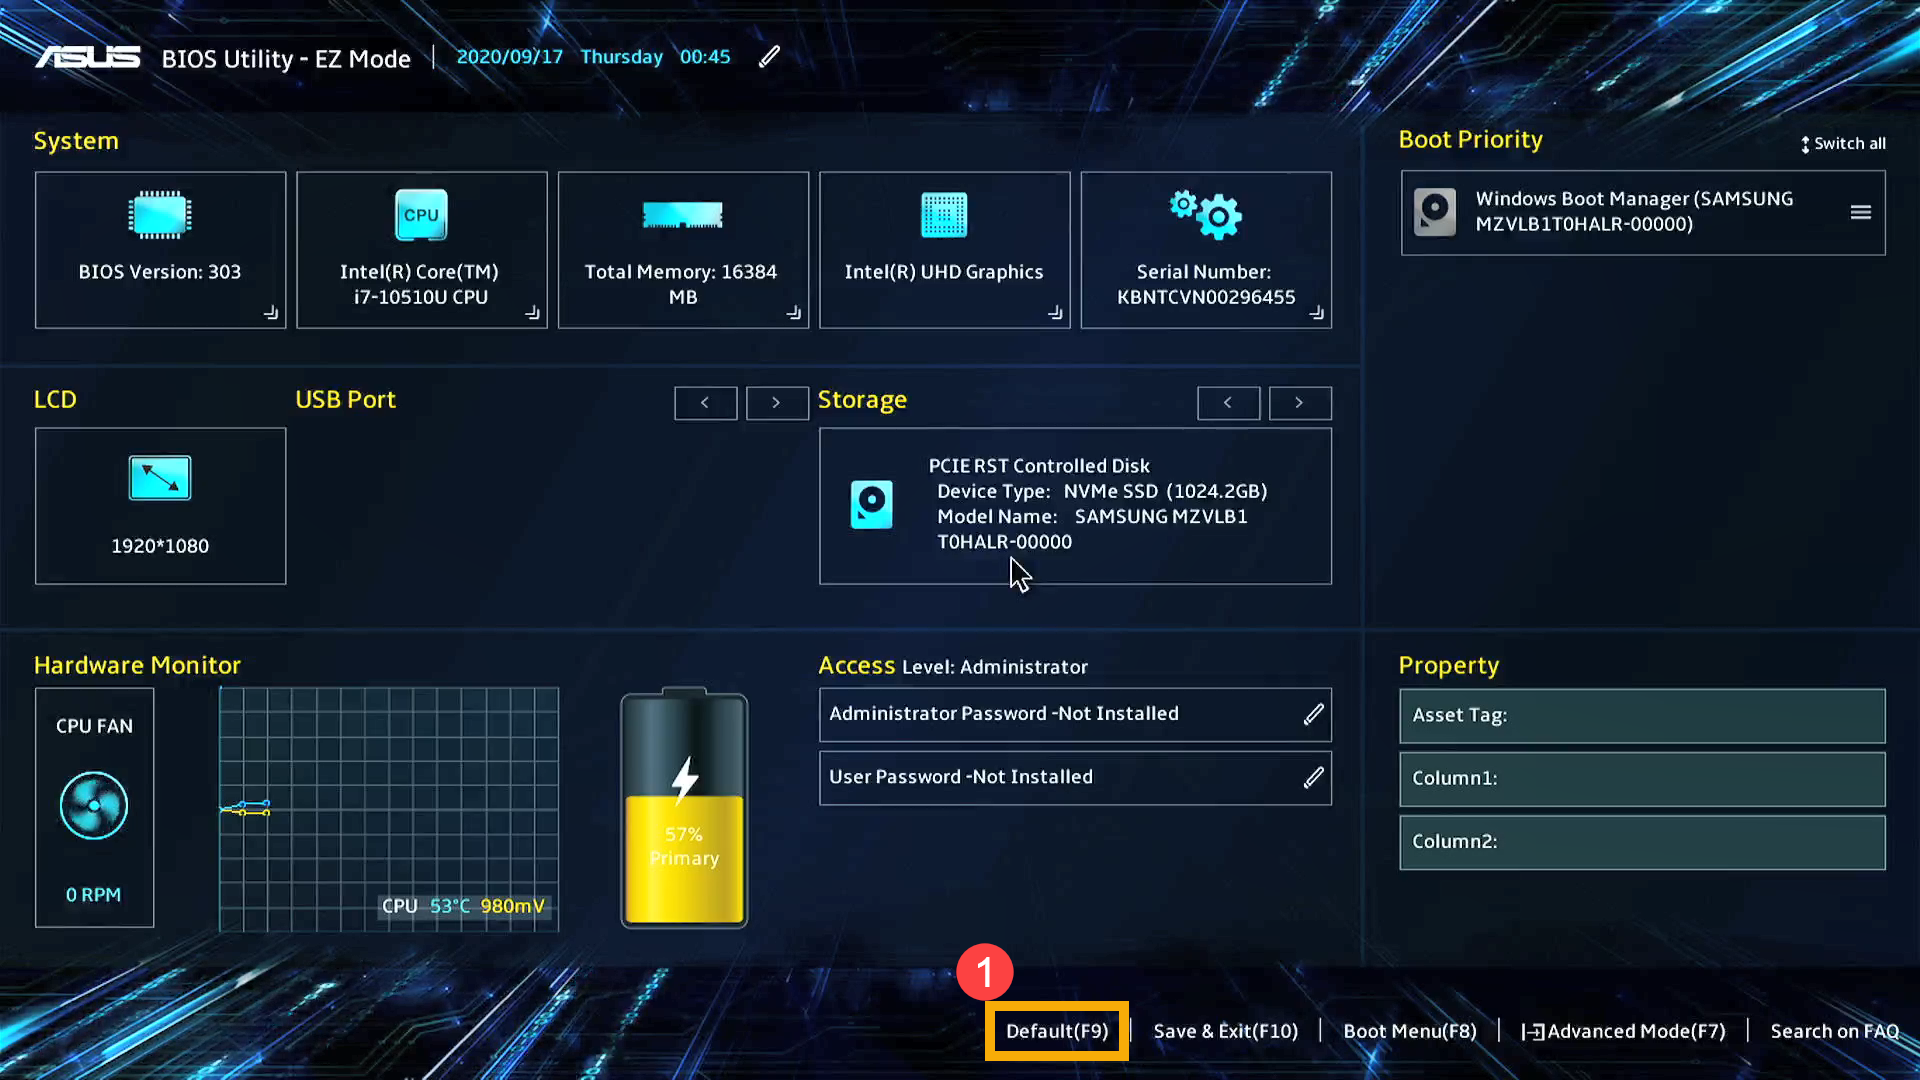 ASUS BIOS Utility - EZ Mode 2020/09/17 Thursday 00:45
System
BIOS Version: 303
CPU
Intel(R) Core(TM)
i7-10510U CPU
Total Memory: 16384
MB
Intel(R) UHD Graphics
Serial Number:
KBNTCVN00296455
Boot Priority
Switch all
Windows Boot Manager (SAMSUNG
MZVLB1T0HALR-00000)
LCD
1920*1080
USB Port
< >
Storage
< >
PCIE RST Controlled Disk
Device Type: NVMe SSD (1024.2GB)
Model Name: SAMSUNG MZVLB1
T0HALR-00000
Hardware Monitor
CPU FAN
0 RPM
CPU 53°C 980mV
57%
Primary
Access Level: Administrator
Administrator Password -Not Installed
User Password -Not Installed
Property
Asset Tag:
Column1:
Column2:
1
Default(F9) | Save & Exit(F10) | Boot Menu(F8) | Advanced Mode(F7) | Search on FAQ